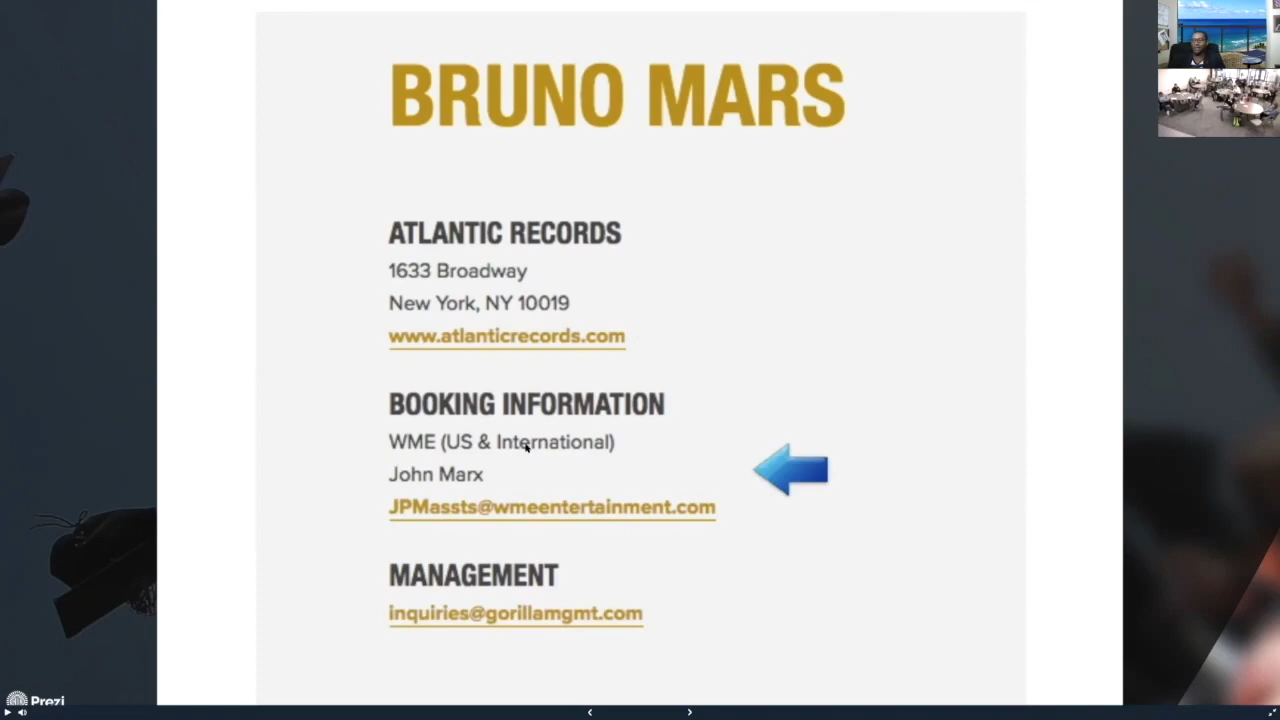 BRUNO MARS
ATLANTIC RECORDS
1633 Broadway
New York, NY 10019
www.atlanticrecords.com
BOOKING INFORMATION
WME (US & International)
John Marx
JPMassts@wmeentertainment.com
MANAGEMENT
inquiries@gorillamgmt.com
Prezi